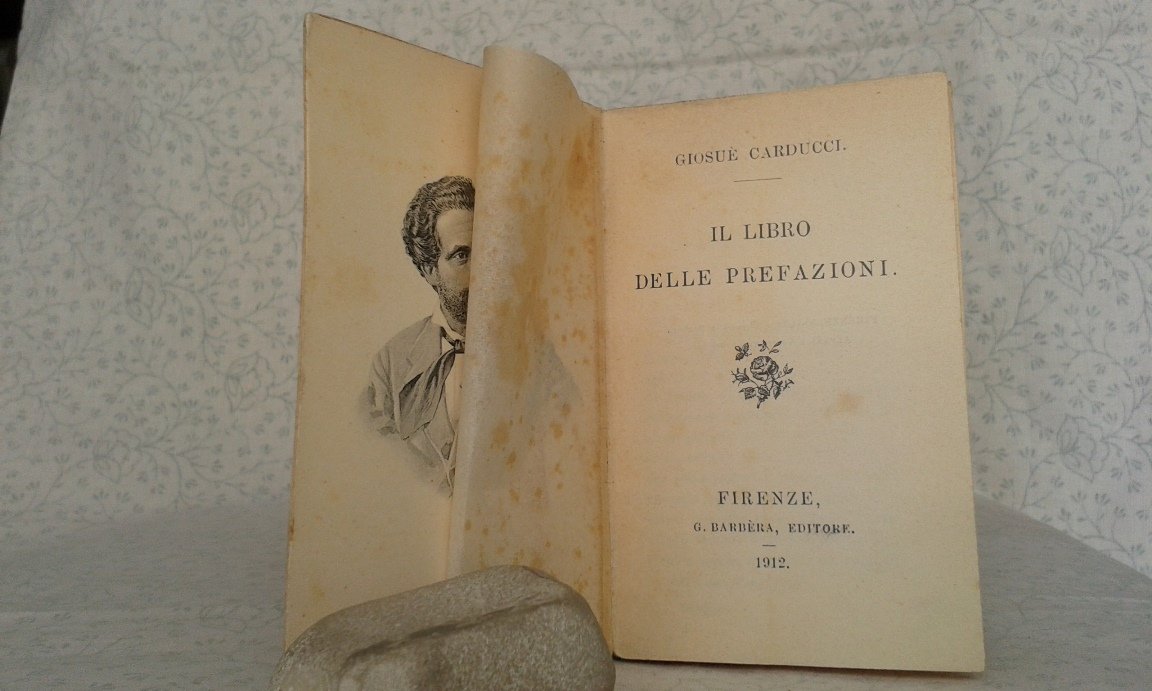 GIOSUÈ CARDUCCI.
IL LIBRO
DELLE PREFAZIONI.
FIRENZE,
G. BARBÈRA, EDITORE.
1912.